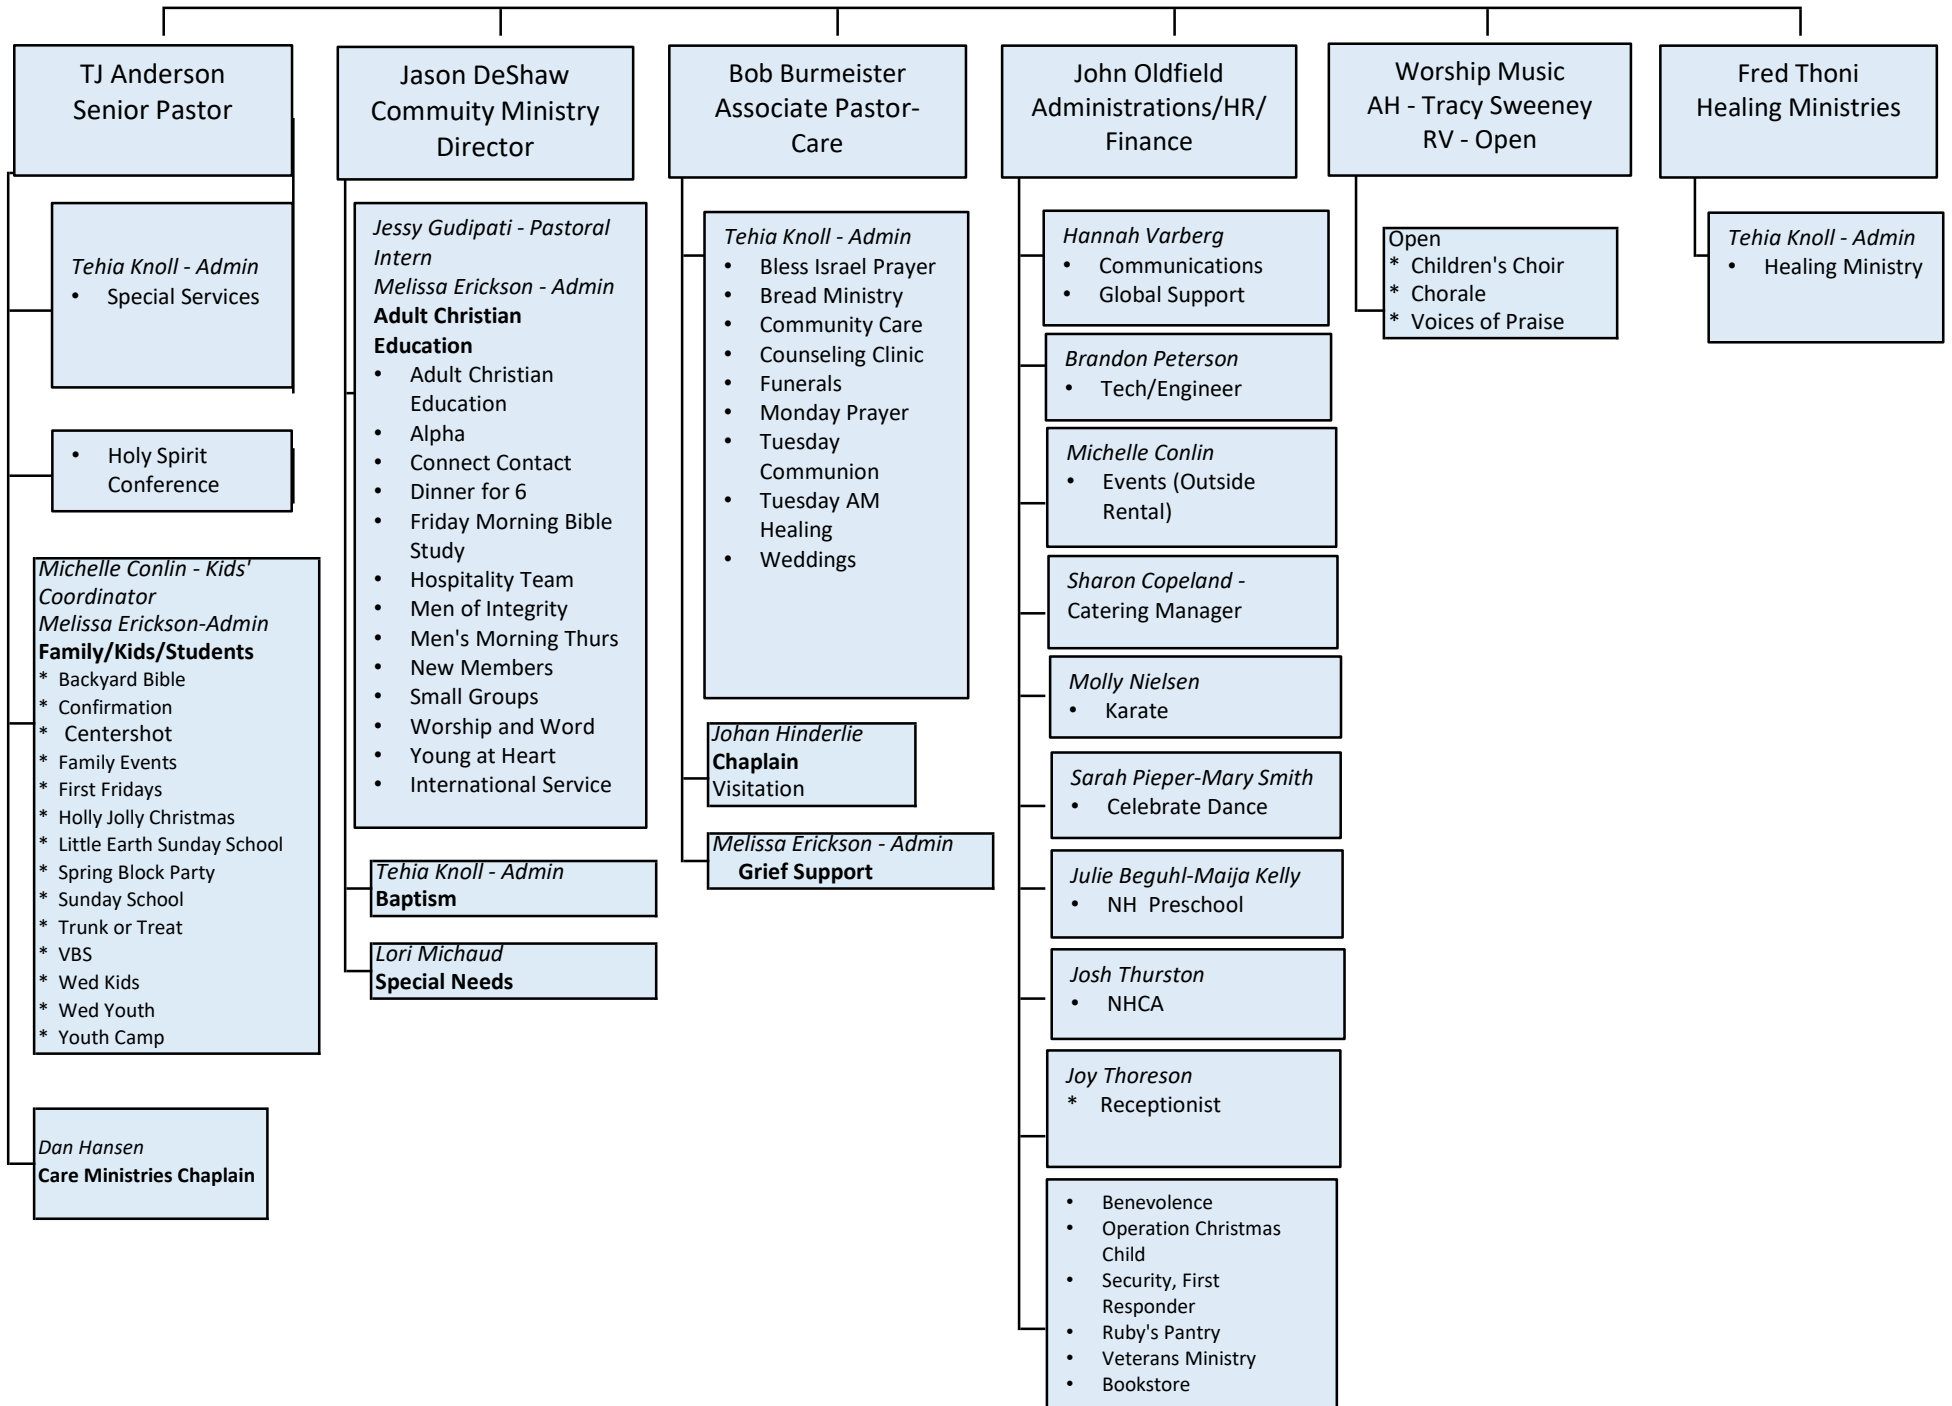 TJ Anderson
Senior Pastor
Tehia Knoll - Admin
• Special Services
• Holy Spirit
Conference
Michelle Conlin - Kids'
Coordinator
Melissa Erickson-Admin
Family/Kids/Students
* Backyard Bible
* Confirmation
* Centershot
* Family Events
* First Fridays
* Holly Jolly Christmas
* Little Earth Sunday School
* Spring Block Party
* Sunday School
* Trunk or Treat
* VBS
* Wed Kids
* Wed Youth
* Youth Camp
Dan Hansen
Care Ministries Chaplain
Jason DeShaw
Commuity Ministry
Director
Jessy Gudipati - Pastoral
Intern
Melissa Erickson - Admin
Adult Christian
Education
• Adult Christian
Education
• Alpha
• Connect Contact
• Dinner for 6
• Friday Morning Bible
Study
• Hospitality Team
• Men of Integrity
• Men's Morning Thurs
• New Members
• Small Groups
• Worship and Word
• Young at Heart
• International Service
Tehia Knoll - Admin
Baptism
Lori Michaud
Special Needs
Bob Burmeister
Associate Pastor-
Care
Tehia Knoll - Admin
• Bless Israel Prayer
• Bread Ministry
• Community Care
• Counseling Clinic
• Funerals
• Monday Prayer
• Tuesday
Communion
• Tuesday AM
Healing
• Weddings
Johan Hinderlie
Chaplain
Visitation
Melissa Erickson - Admin
Grief Support
John Oldfield
Administrations/HR/
Finance
Hannah Varberg
• Communications
• Global Support
Brandon Peterson
• Tech/Engineer
Michelle Conlin
• Events (Outside
Rental)
Sharon Copeland -
Catering Manager
Molly Nielsen
• Karate
Sarah Pieper-Mary Smith
• Celebrate Dance
Julie Beguhl-Maija Kelly
• NH Preschool
Josh Thurston
• NHCA
Joy Thoreson
* Receptionist
• Benevolence
• Operation Christmas
Child
• Security, First
Responder
• Ruby's Pantry
• Veterans Ministry
• Bookstore
Worship Music
AH - Tracy Sweeney
RV - Open
Open
* Children's Choir
* Chorale
* Voices of Praise
Fred Thoni
Healing Ministries
Tehia Knoll - Admin
• Healing Ministry